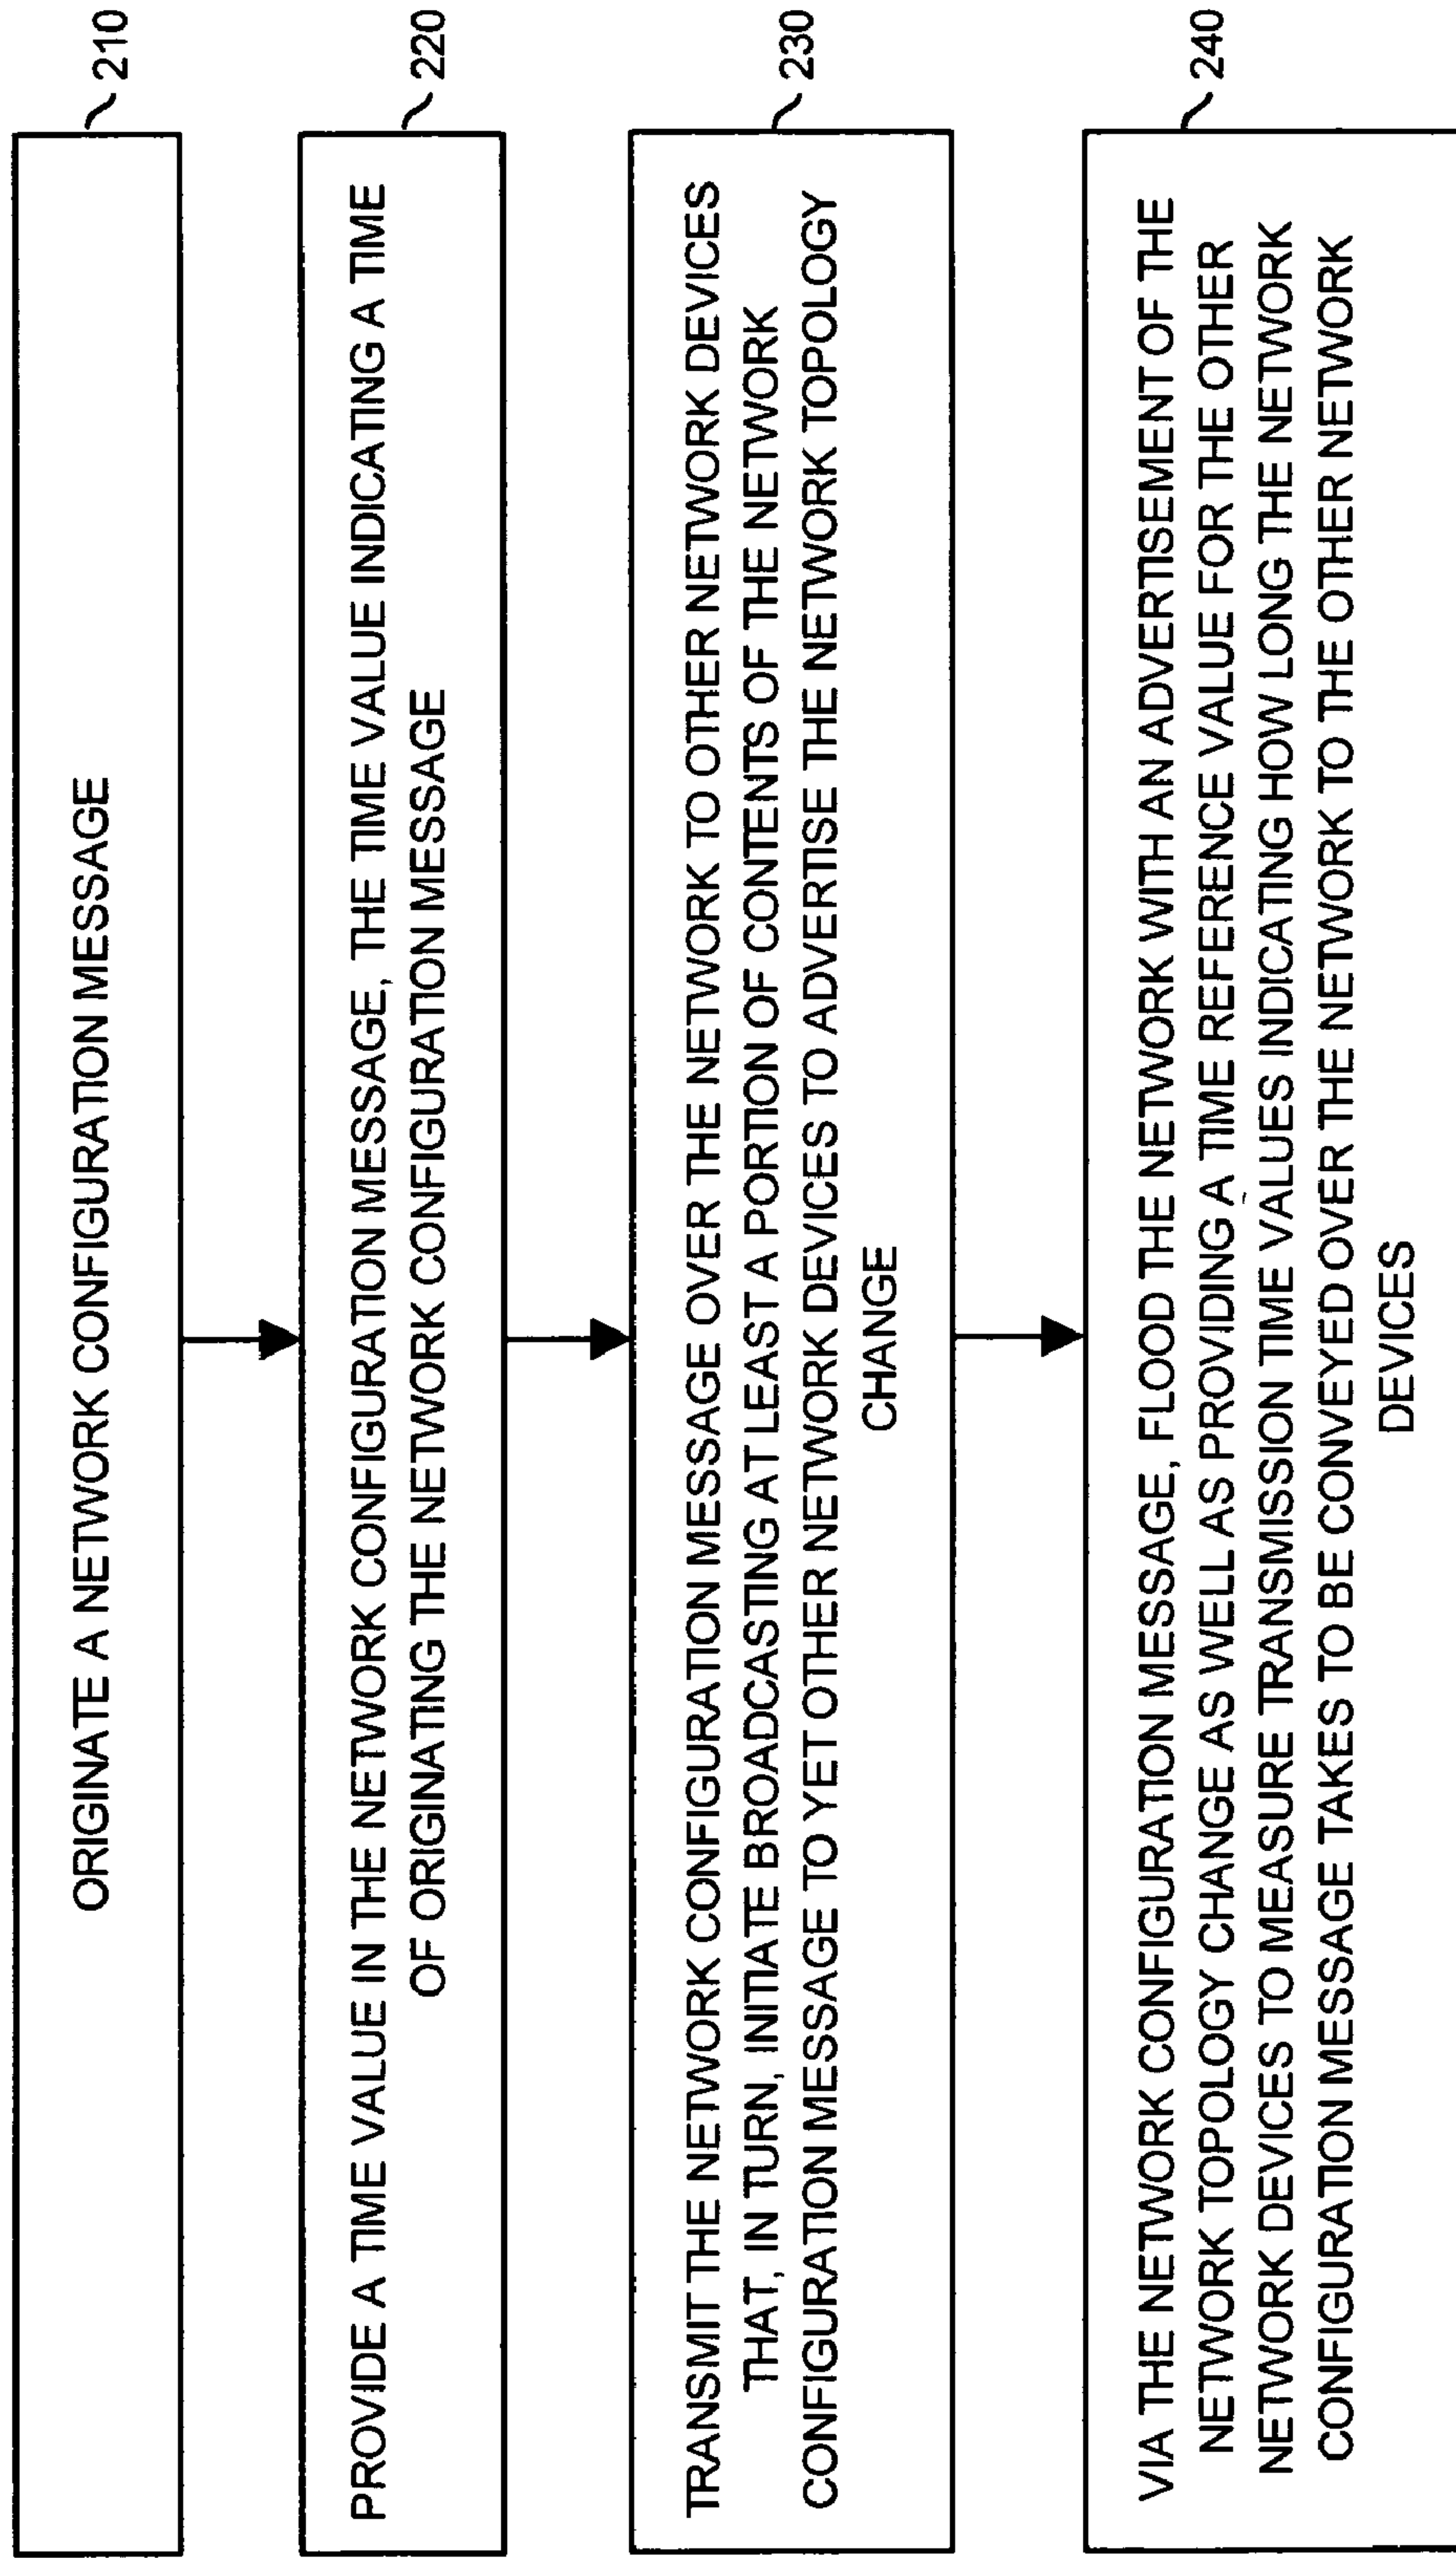 ORIGINATE A NETWORK CONFIGURATION MESSAGE
210
PROVIDE A TIME VALUE IN THE NETWORK CONFIGURATION MESSAGE, THE TIME VALUE INDICATING A TIME
OF ORIGINATING THE NETWORK CONFIGURATION MESSAGE
220
TRANSMIT THE NETWORK CONFIGURATION MESSAGE OVER THE NETWORK TO OTHER NETWORK DEVICES
THAT, IN TURN, INITIATE BROADCASTING AT LEAST A PORTION OF CONTENTS OF THE NETWORK
CONFIGURATION MESSAGE TO YET OTHER NETWORK DEVICES TO ADVERTISE THE NETWORK TOPOLOGY
CHANGE
230
VIA THE NETWORK CONFIGURATION MESSAGE, FLOOD THE NETWORK WITH AN ADVERTISEMENT OF THE
NETWORK TOPOLOGY CHANGE AS WELL AS PROVIDING A TIME REFERENCE VALUE FOR THE OTHER
NETWORK DEVICES TO MEASURE TRANSMISSION TIME VALUES INDICATING HOW LONG THE NETWORK
CONFIGURATION MESSAGE TAKES TO BE CONVEYED OVER THE NETWORK TO THE OTHER NETWORK
DEVICES
240